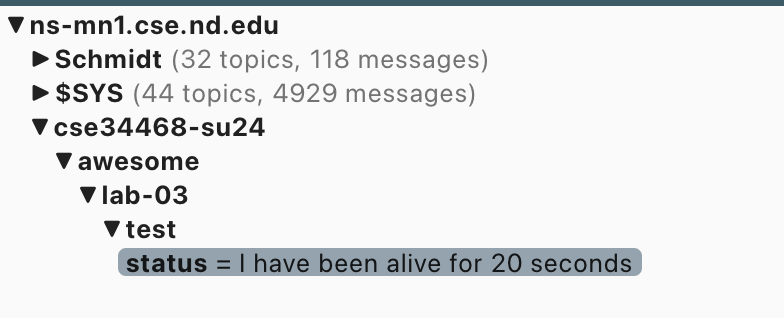 ns-mn1.cse.nd.edu
Schmidt (32 topics, 118 messages)
$SYS (44 topics, 4929 messages)
cse34468-su24
awesome
lab-03
test
status = I have been alive for 20 seconds